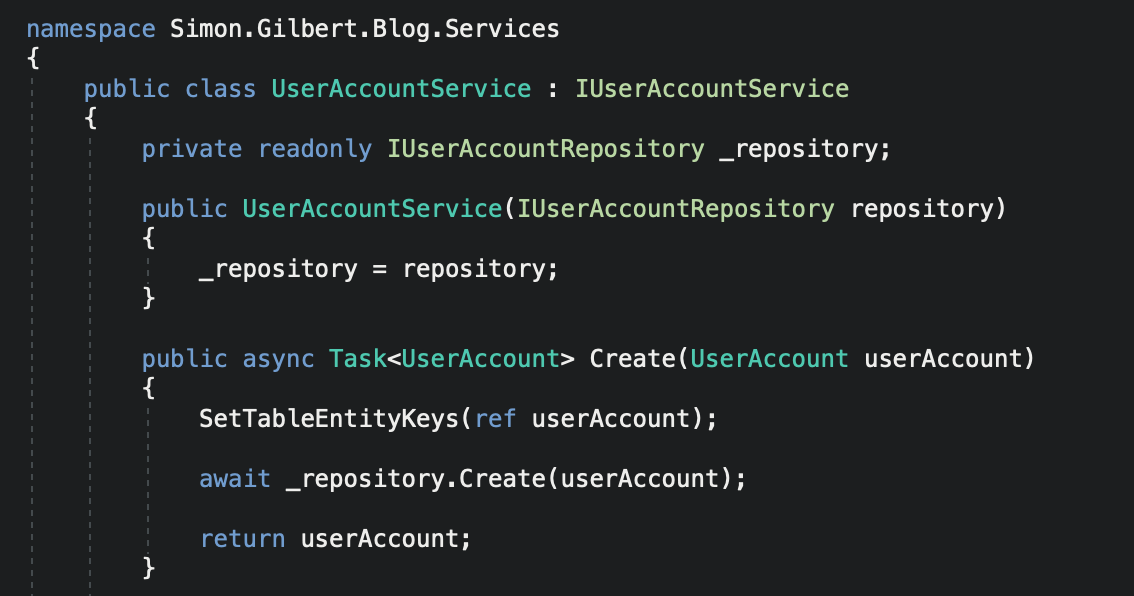 namespace Simon.Gilbert.Blog.Services
{
public class UserAccountService : IUserAccountService
{
private readonly IUserAccountRepository _repository;
public UserAccountService(IUserAccountRepository repository)
{
_repository = repository;
}
public async Task<UserAccount> Create(UserAccount userAccount)
{
SetTableEntityKeys(ref userAccount);
await _repository.Create(userAccount);
return userAccount;
}